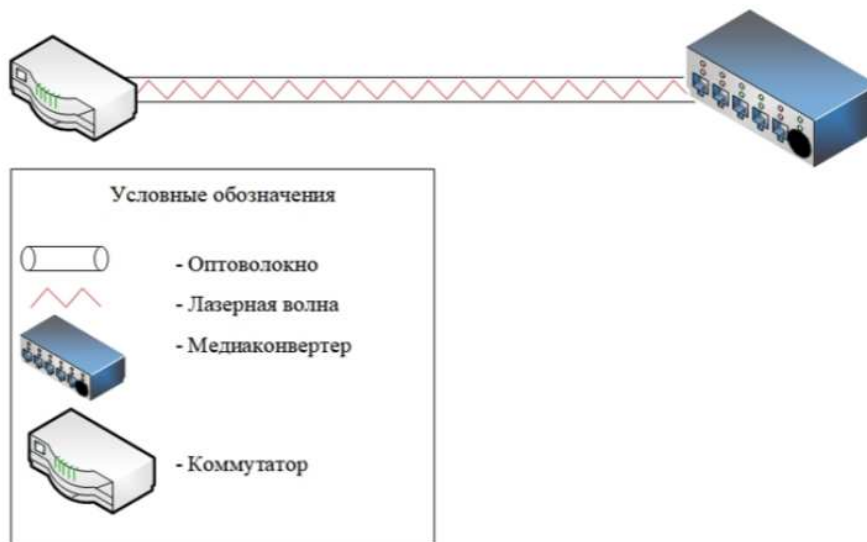 Условные обозначения
- Оптоволокно
- Лазерная волна
- Медиаконвертер
- Коммутатор